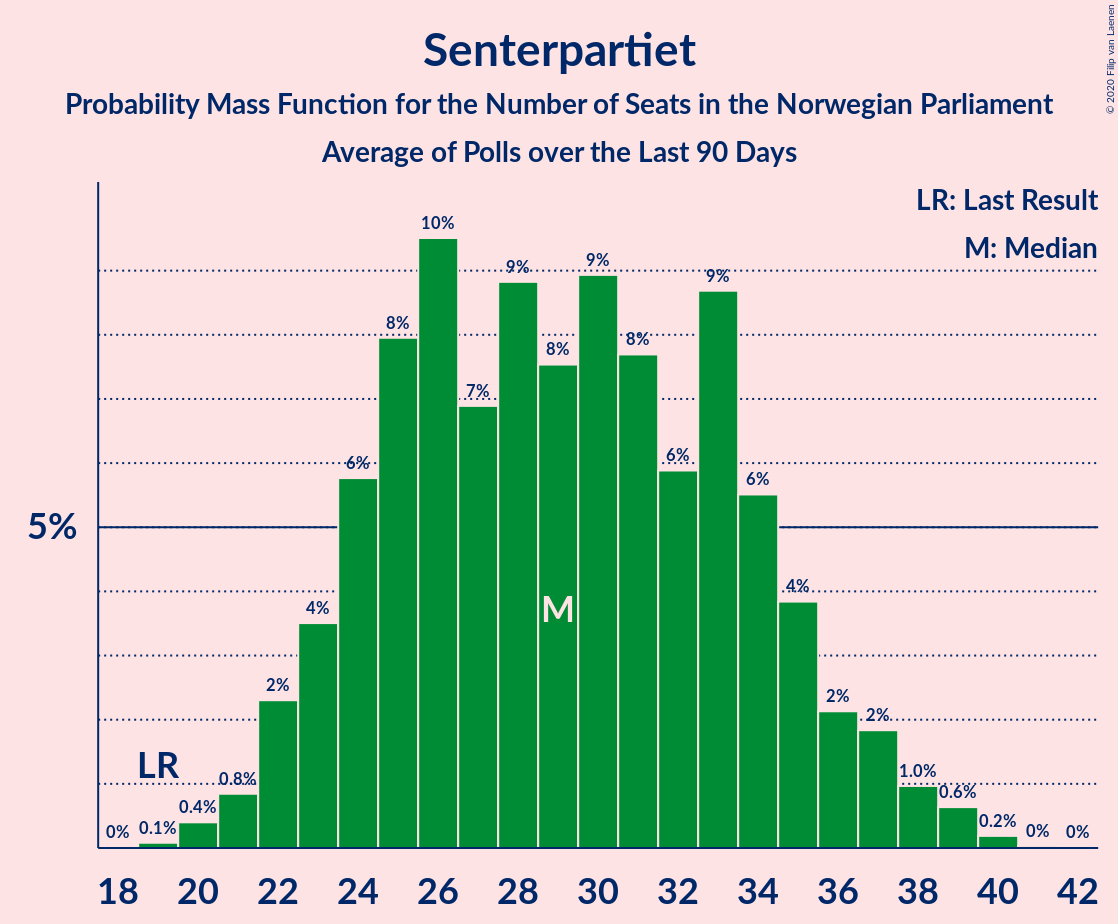 Senterpartiet
Probability Mass Function for the Number of Seats in the Norwegian Parliament
Average of Polls over the Last 90 Days
© 2020 Filip van Laenen
LR: Last Result
M: Median
5%
0%
0.1%
0.4%
0.8%
2%
4%
6%
8%
10%
7%
9%
8%
9%
8%
6%
9%
6%
4%
2%
2%
1.0%
0.6%
0.2%
0%
0%
LR
M
18 20 22 24 26 28 30 32 34 36 38 40 42